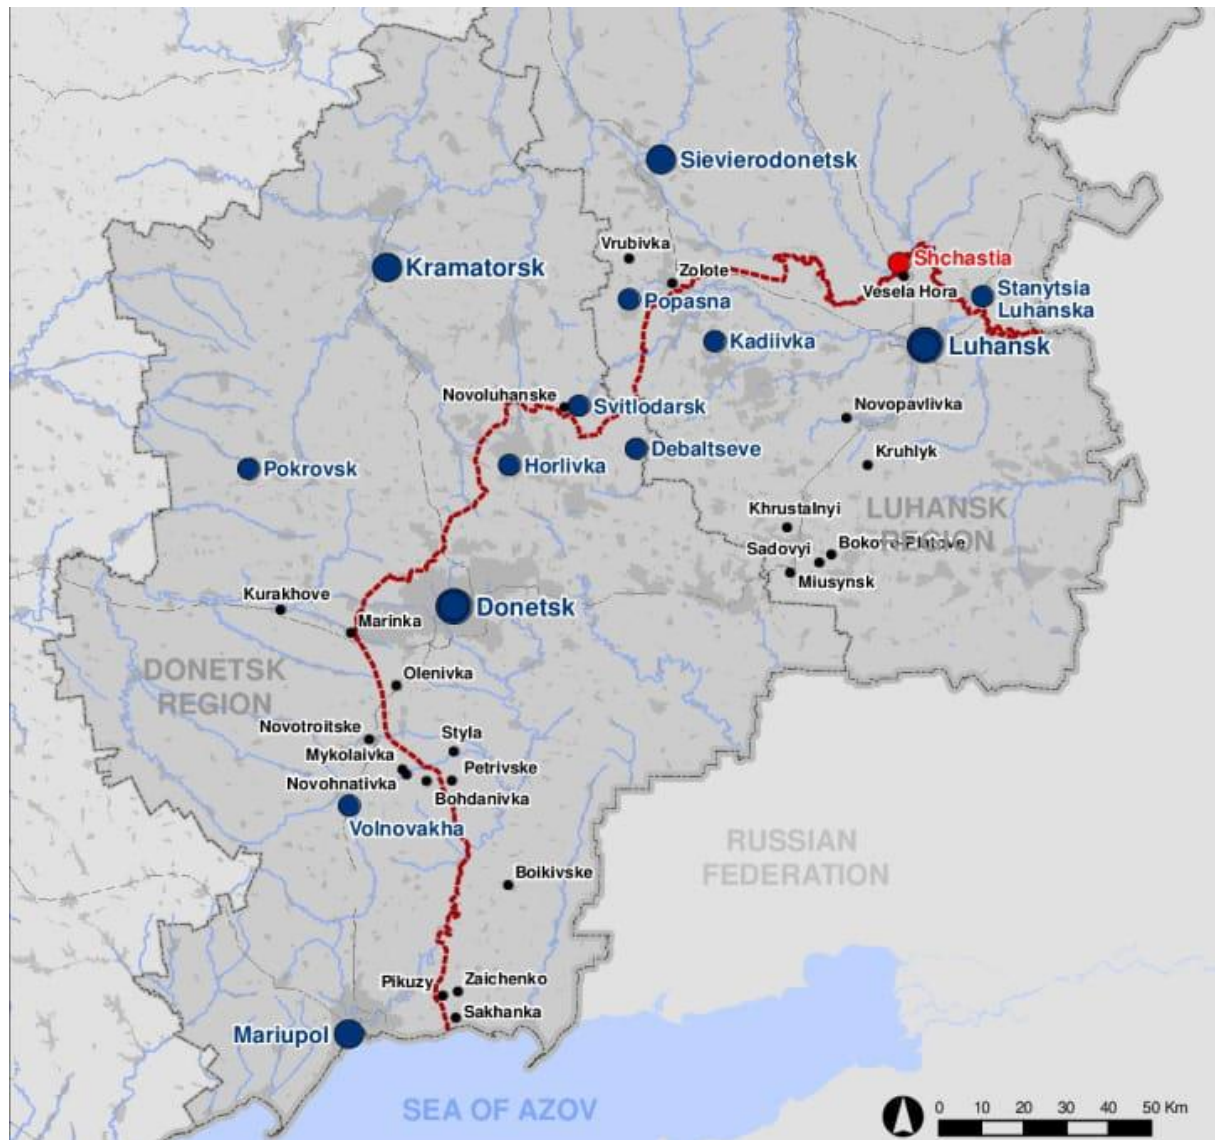 Sievierodonetsk
Vrubivka
Kramatorsk
Zolote
Shchastia
Vesela Hora
Popasna
Stanytsia
Luhanska
Kadiivka
Luhansk
Novoluhanske
Svitlodarsk
Novopavlivka
Debaltseve
Kruhlyk
Pokrovsk
Horlivka
Khrustalnyi
LUHANSK
REGION
Sadovyi
Bokovo-Platove
Miusynsk
Kurakhove
Donetsk
Marinka
DONETSK
REGION
Olenivka
Novotroitske
Styla
Mykolaivka
Petrivske
Novohnativka
Bohdanivka
Volnovakha
RUSSIAN
FEDERATION
Boikivske
Pikuzy
Zaichenko
Sakhanka
Mariupol
SEA OF AZOV
0 10 20 30 40 50 Km